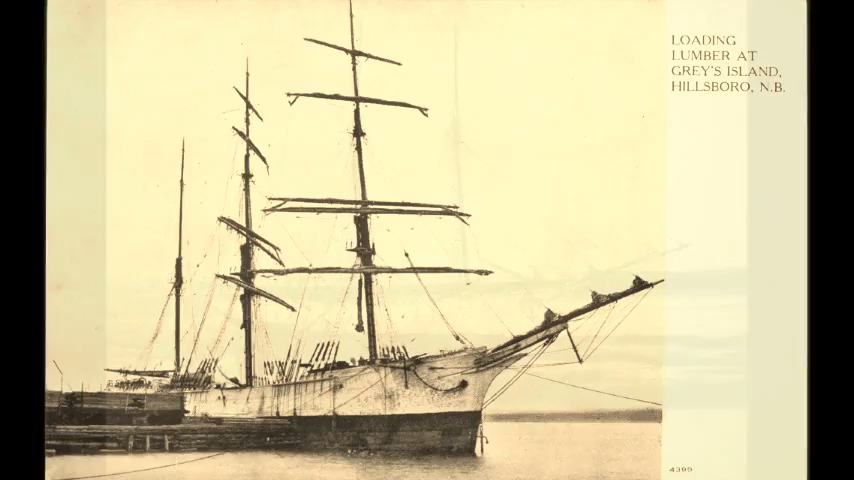 LOADING
LUMBER AT
GREY'S ISLAND,
HILLSBORO, N.B.
4399